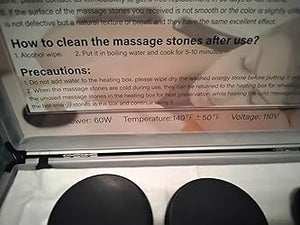 If the surface of the massage stones you received is not smooth or the color is slightly
is not defective but a natural texture of basalt and they have the same excellent effect.
How to clean the massage stones after use?
1. Alcohol wipe. 2. Put it in boiling water and cook for 5-10 minutes
Precautions:
1. Do not add water to the heating box, please wipe dry the washed energy stone before putting it
2. When the massage stones are cold during use, they can be returned to the heating box for
the unused massage stones in the heating box for heat preservation, while heating the cold massage
the hot energy stones in the box and continue
Power: 60W Temperature:140°F ± 50°F Voltage: 110V